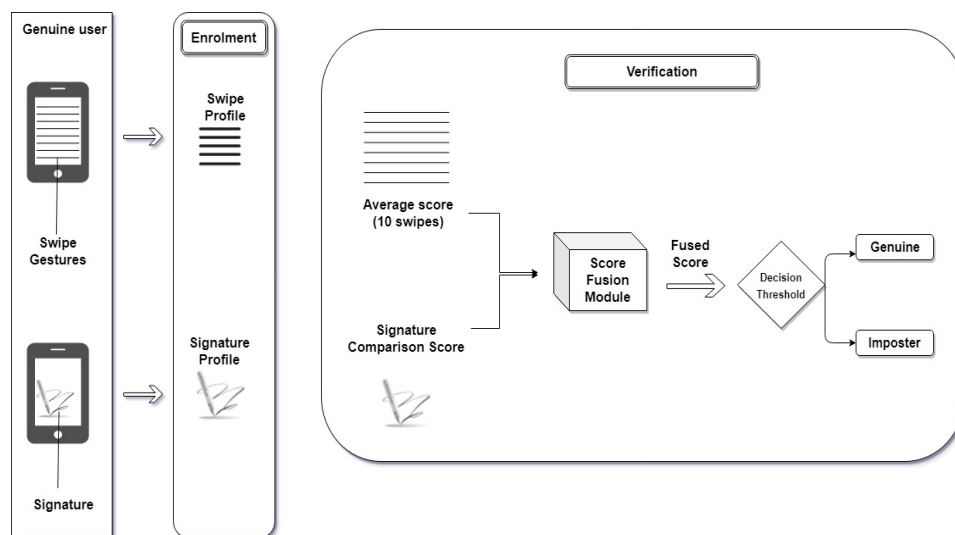 Genuine user
Swipe
Gestures
Signature
Enrolment
Swipe
Profile
Signature
Profile
Verification
Average score
(10 swipes)
Signature
Comparison Score
Score
Fusion
Module
Fused
Score
Decision
Threshold
Genuine
Imposter